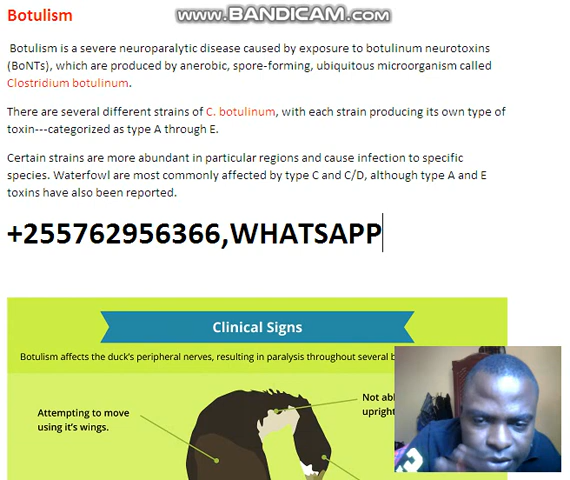 www.BANDICAM.com
Botulism
Botulism is a severe neuroparalytic disease caused by exposure to botulinum neurotoxins
(BoNTs), which are produced by anerobic, spore-forming, ubiquitous microorganism called
Clostridium botulinum.
There are several different strains of C. botulinum, with each strain producing its own type of
toxin---categorized as type A through E.
Certain strains are more abundant in particular regions and cause infection to specific
species. Waterfowl are most commonly affected by type C and C/D, although type A and E
toxins have also been reported.
+255762956366,WHATSAPP
Clinical Signs
Botulism affects the duck's peripheral nerves, resulting in paralysis throughout several
Attempting to move
using it's wings.
Not
upright